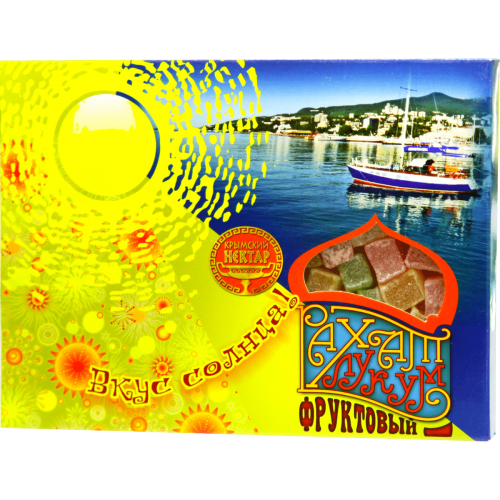 КРЫМСКИЙ
НЕКТАР
Вкус солнца!
РАХАТ
ЛУКУМ
ФРУКТОВЫЙ